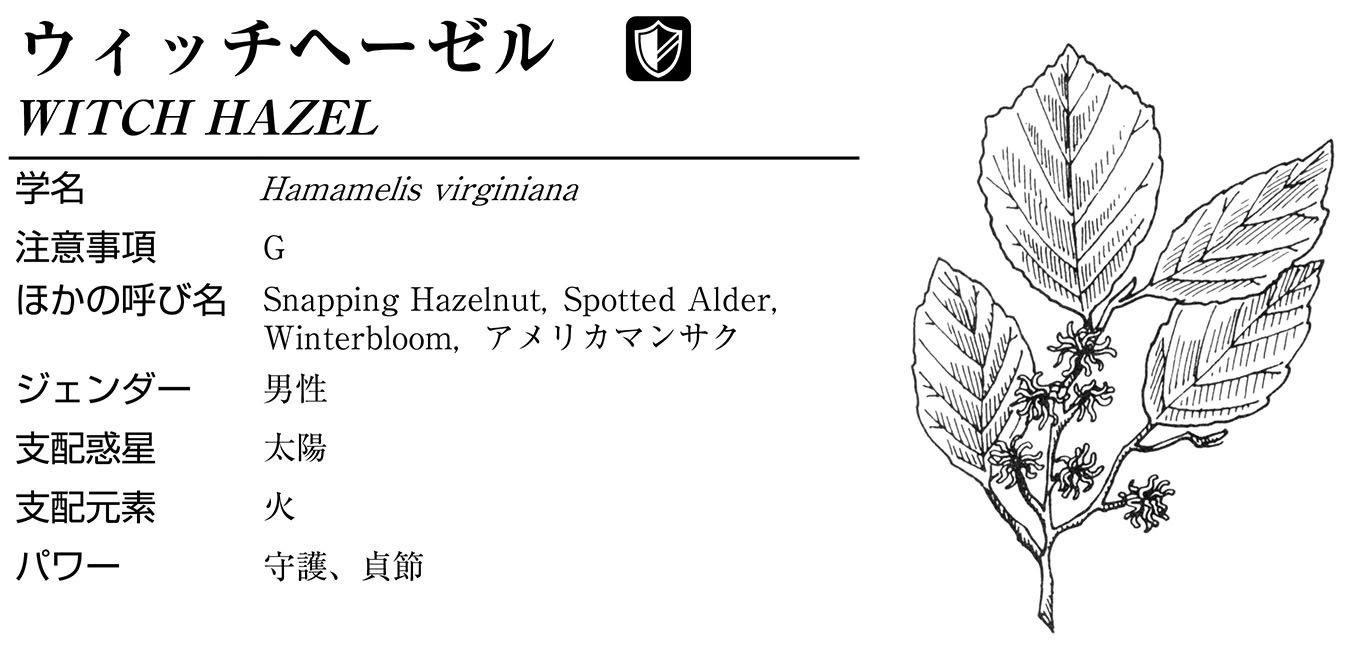 ウィッチヘーゼル
WITCH HAZEL
学名 Hamamelis virginiana
注意事項 G
ほかの呼び名 Snapping Hazelnut, Spotted Alder,
Winterbloom, アメリカマンサク
ジェンダー 男性
支配惑星 太陽
支配元素 火
パワー 守護、貞節